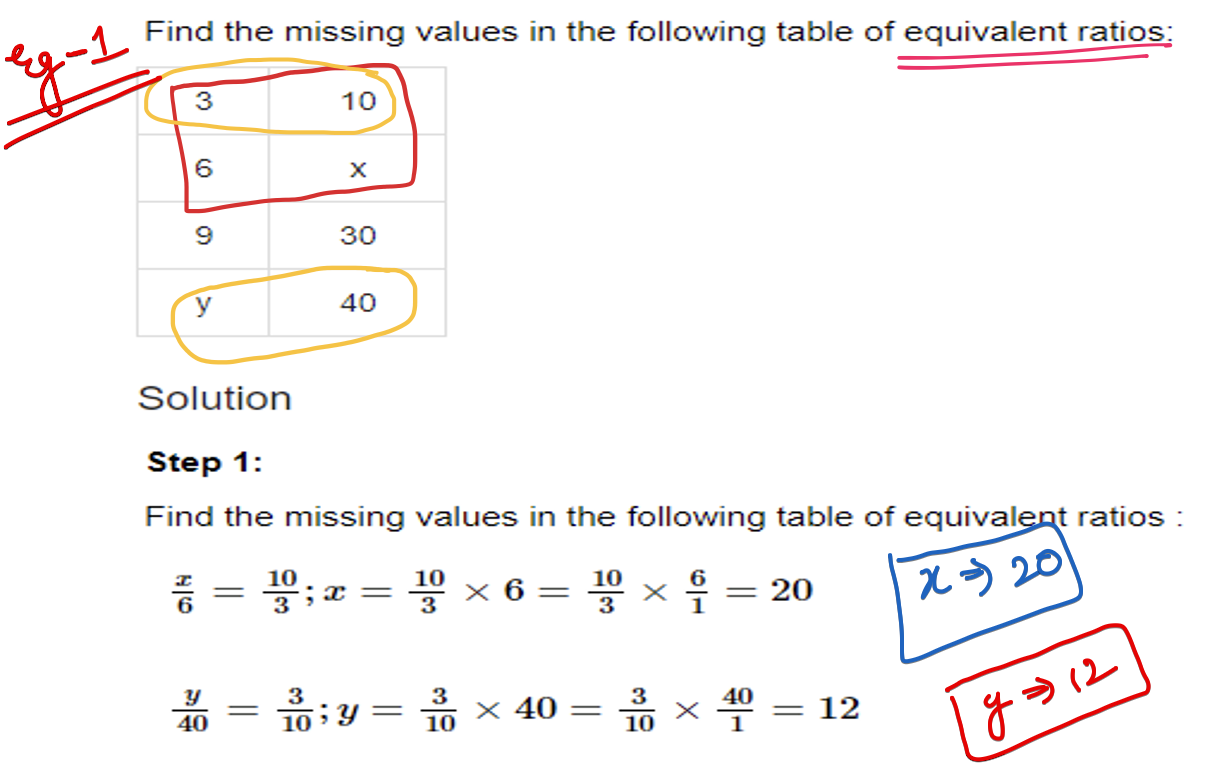 eg-1
Find the missing values in the following table of equivalent ratios:
3 10
6 x
9 30
y 40
Solution
Step 1:
Find the missing values in the following table of equivalent ratios :
x/6 = 10/3; x = 10/3 × 6 = 10/3 × 6/1 = 20
x ⇒ 20
y/40 = 3/10; y = 3/10 × 40 = 3/10 × 40/1 = 12
y ⇒ 12